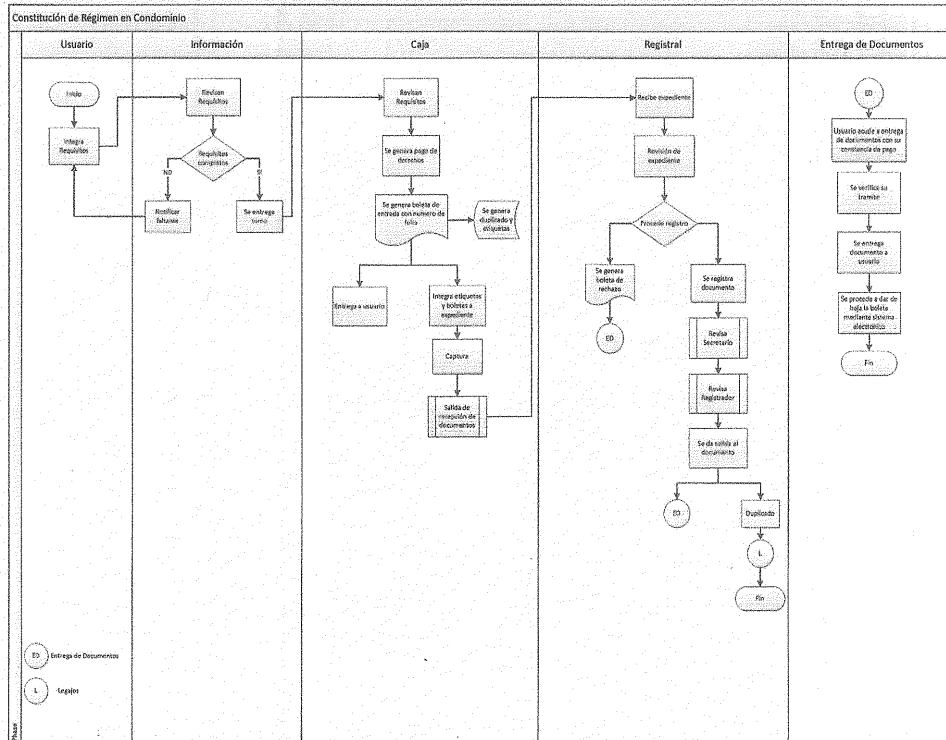 Constitución de Régimen en Condominio
Usuario
Información
Caja
Registral
Entrega de Documentos
Inicio
Integra
Requisitos
Revisan
Requisitos
Requisitos
completos
NO
SI
Notificar
faltante
Se entrega
turno
Revisan
Requisitos
Se genera pago de
derechos
Se genera boleta de
entrada con numero de
folio
Se genera
duplicado y
etiquetas
Entrega a usuario
Integra etiquetas
y boletas a
expediente
Captura
Salida de
recepción de
documentos
Recibe expediente
Revisión de
expediente
Procede registro
Se genera
boleta de
rechazo
ED
Se registra
documento
Revisa
Secretario
Revisa
Registrador
Se da salida al
documento
ED
Duplicado
L
Fin
ED
Usuario acude a entrega
de documentos con su
constancia de pago
Se verifica su
tramite
Se entrega
documento a
usuario
Se procede a dar de
baja la boleta
mediante sistema
electrónico
Fin
ED
Entrega de Documentos
L
Legajos
Phase